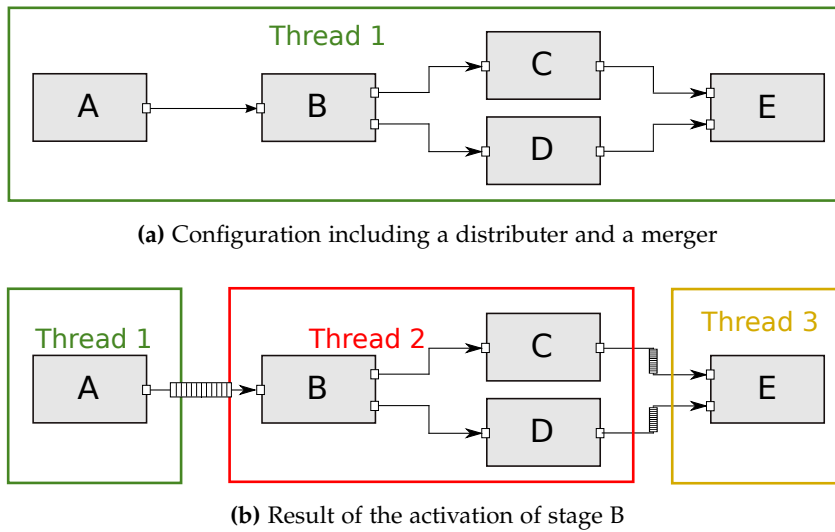 Thread 1
A
B
C
D
E
(a) Configuration including a distributer and a merger
Thread 1
A
Thread 2
B
C
D
Thread 3
E
(b) Result of the activation of stage B